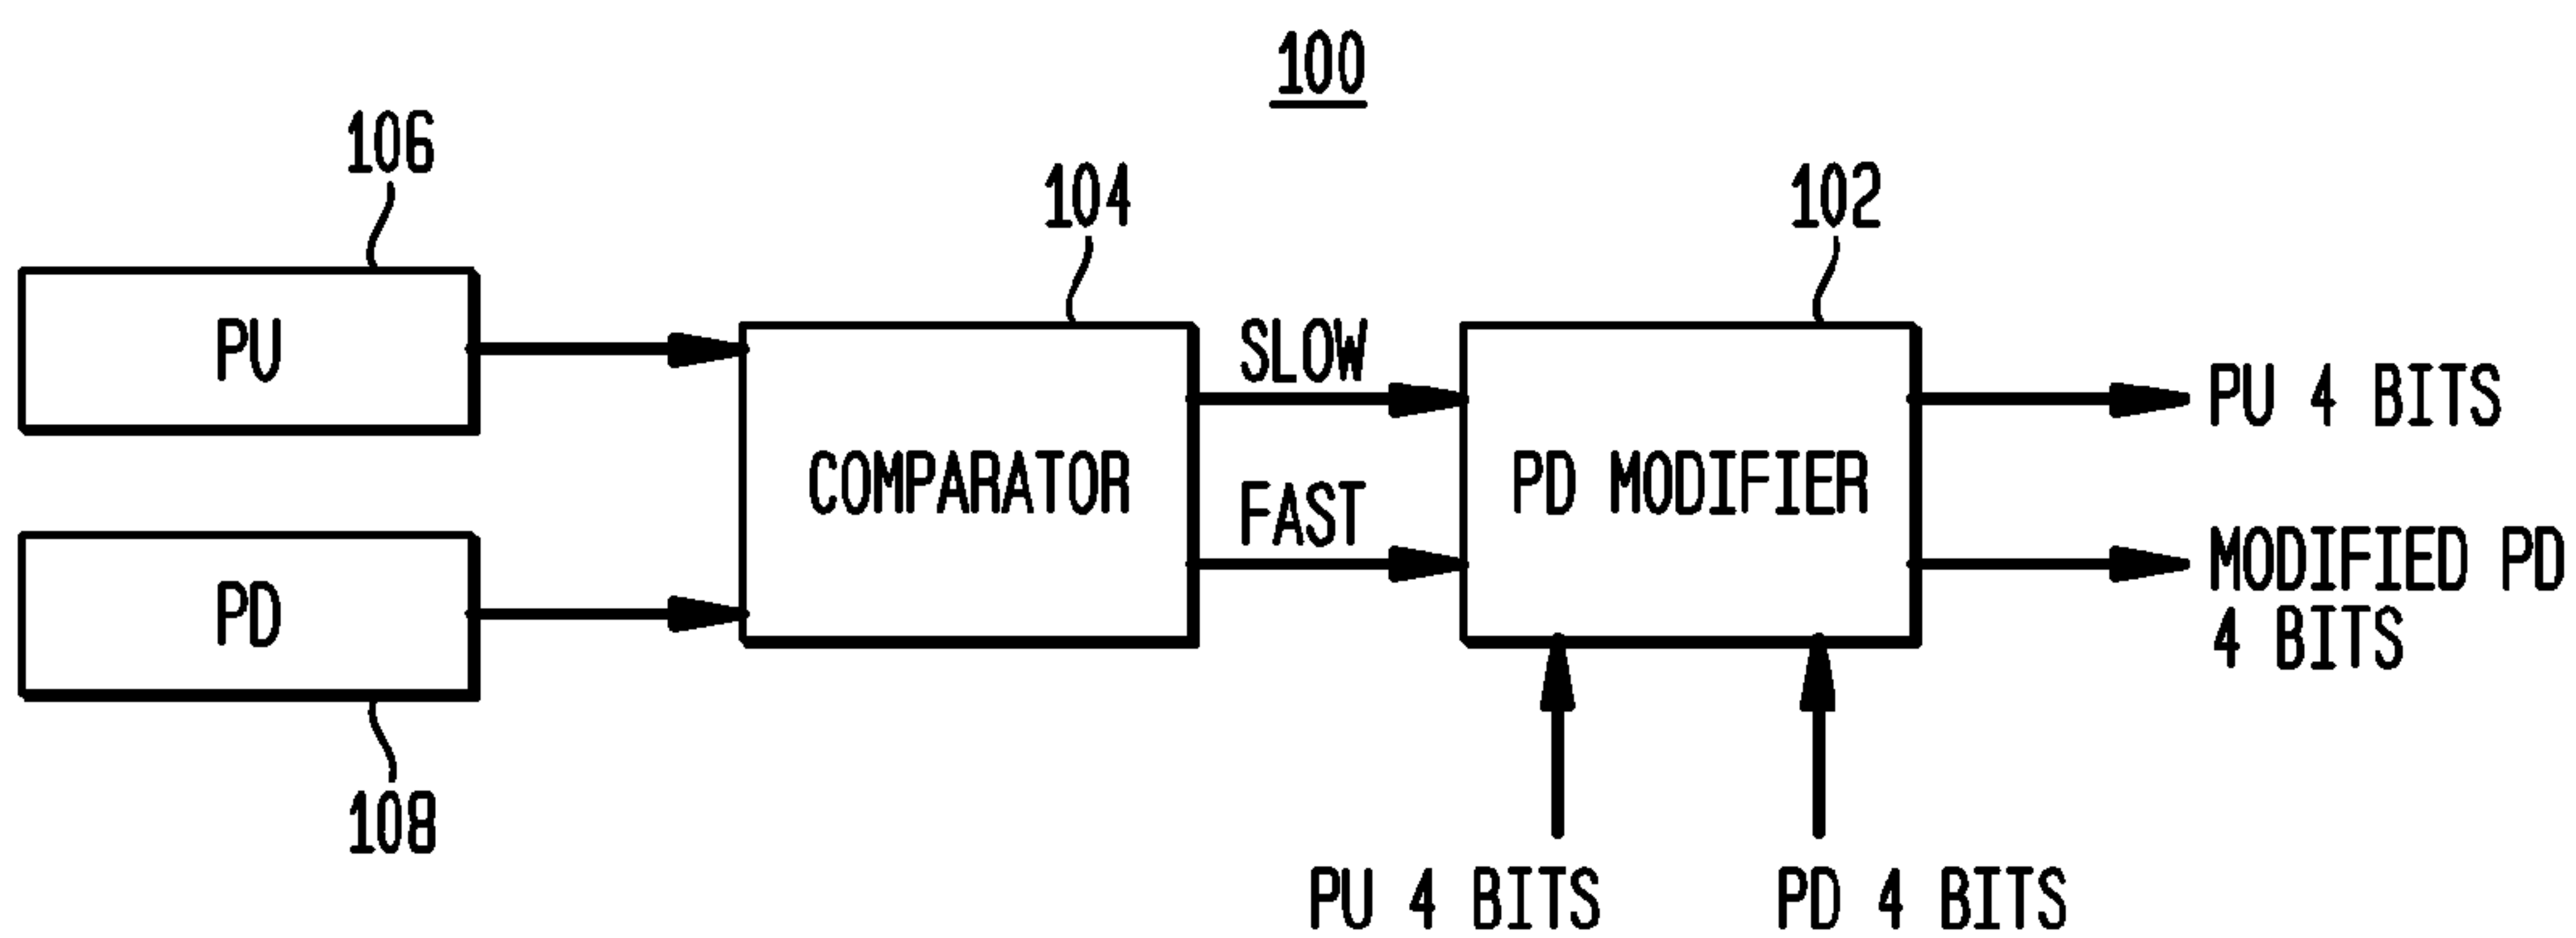 100
106
104
102
PU
SLOW
PU 4 BITS
COMPARATOR
PD MODIFIER
FAST
MODIFIED PD
4 BITS
PD
108
PU 4 BITS
PD 4 BITS